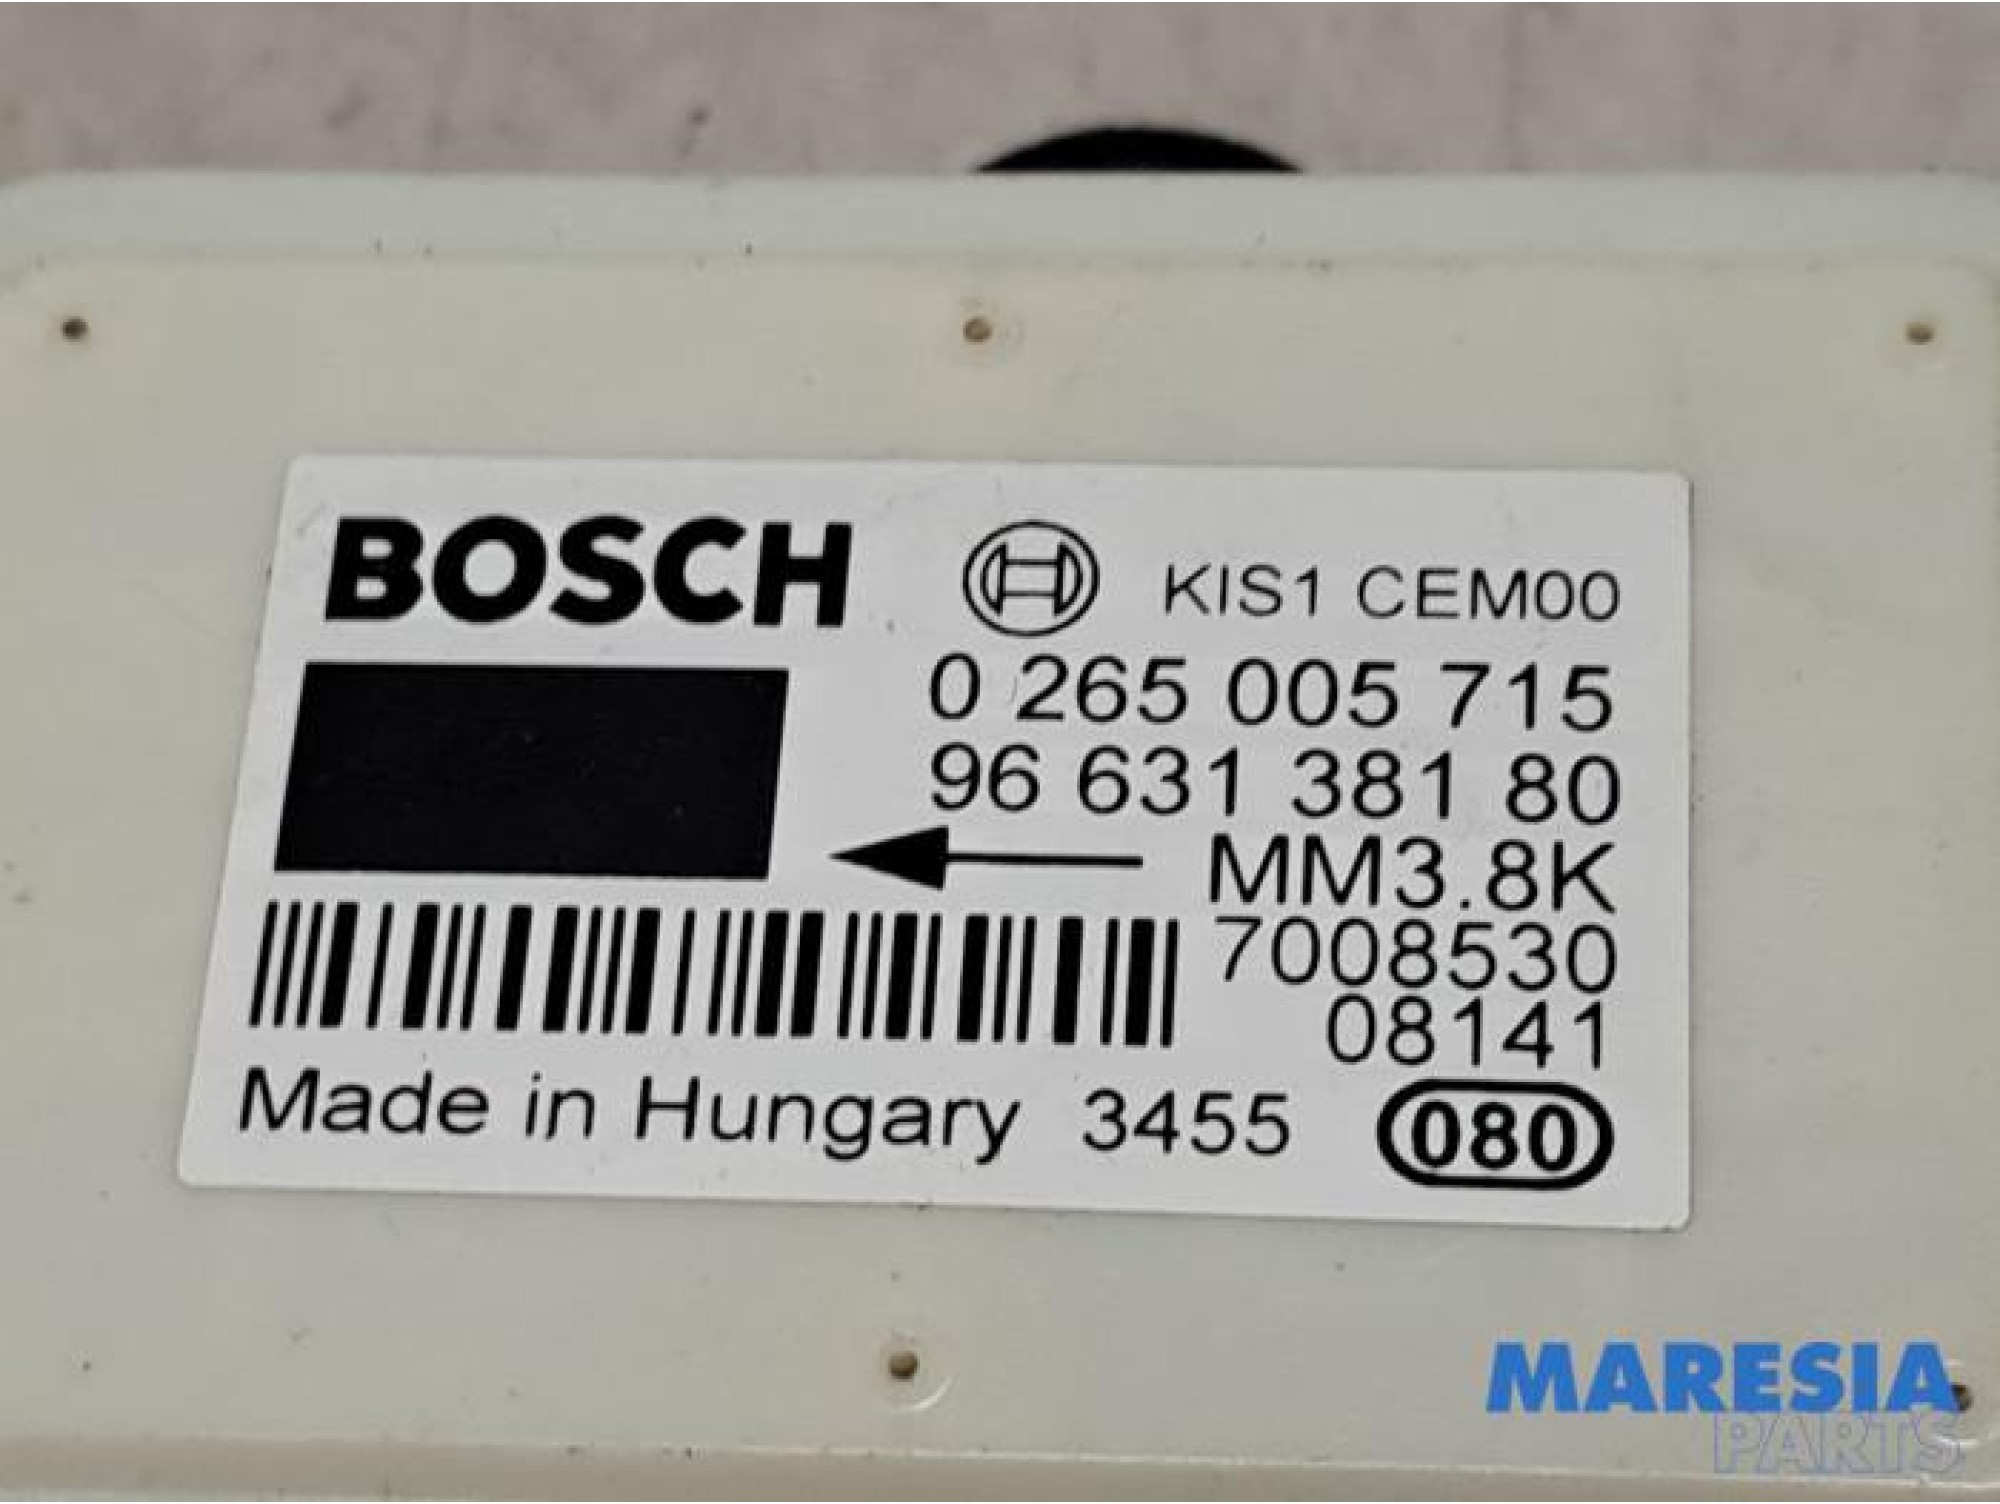 BOSCH KIS1 CEM00
0 265 005 715
96 631 381 80
MM3.8K
7008530
08141
Made in Hungary 3455 080
MARESIA
PARTS